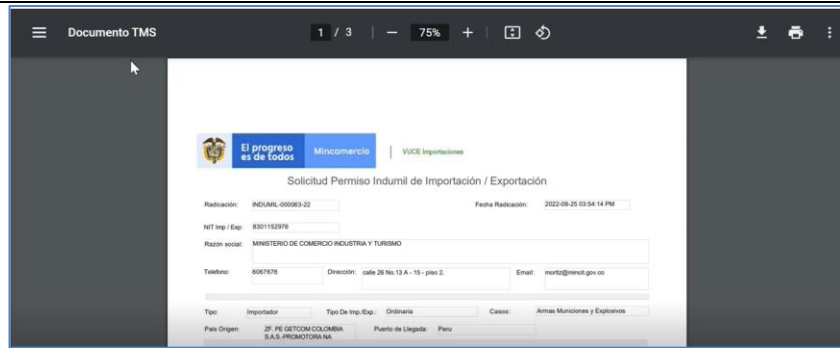 Documento TMS 1 / 3 75%
El progreso es de todos Mincomercio VUCE Importaciones
Solicitud Permiso Indumil de Importación / Exportación
Radicación: INDUMIL-000063-22 Fecha Radicación: 2022-08-25 03:54:14 PM
NIT Imp / Exp: 8301152976
Razón social: MINISTERIO DE COMERCIO INDUSTRIA Y TURISMO
Telefono: 6067676 Dirección: calle 26 No.13 A - 15 - piso 2. Email: moritz@mincit.gov.co
Tipo: Importador Tipo De Imp./Exp.: Ordinaria Casos: Armas Municiones y Explosivos
Pais Origen: ZF. PE GETCOM COLOMBIA Puerto de Llegada: Peru
S.A.S.-PROMOTORA NA